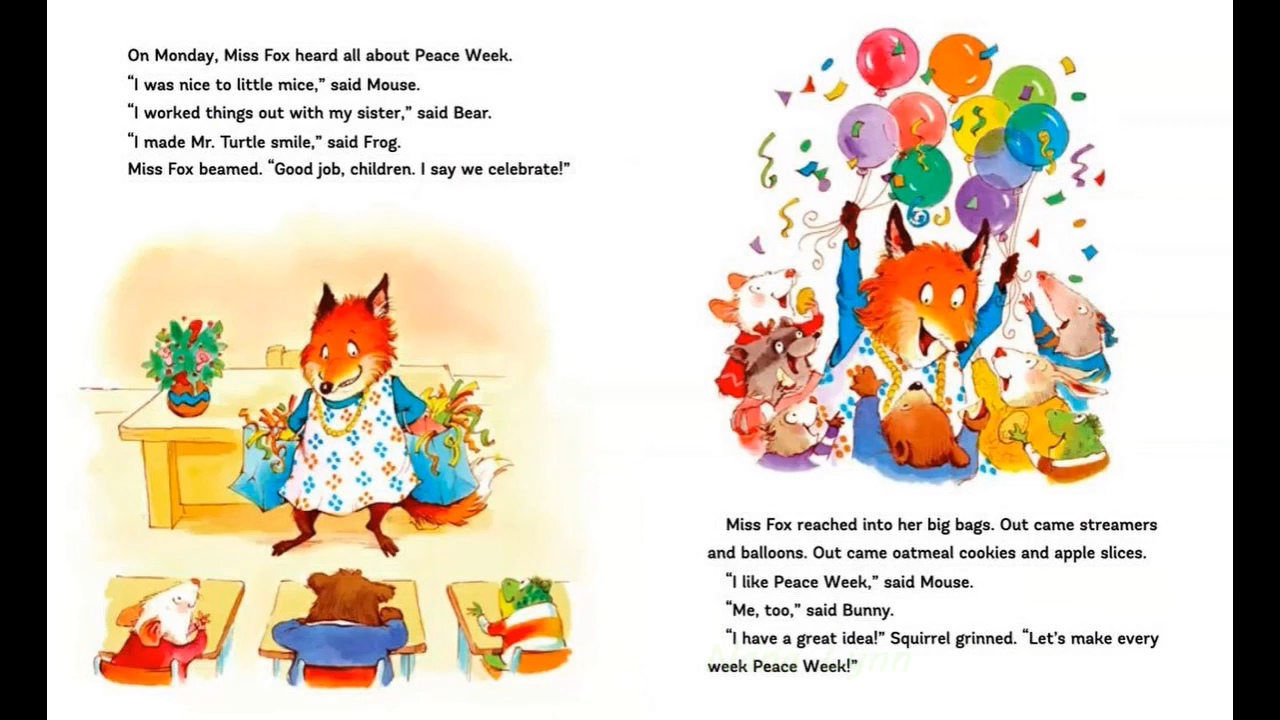 On Monday, Miss Fox heard all about Peace Week.
“I was nice to little mice,” said Mouse.
“I worked things out with my sister,” said Bear.
“I made Mr. Turtle smile,” said Frog.
Miss Fox beamed. “Good job, children. I say we celebrate!”
Miss Fox reached into her big bags. Out came streamers
and balloons. Out came oatmeal cookies and apple slices.
“I like Peace Week,” said Mouse.
“Me, too,” said Bunny.
“I have a great idea!” Squirrel grinned. “Let’s make every
week Peace Week!”